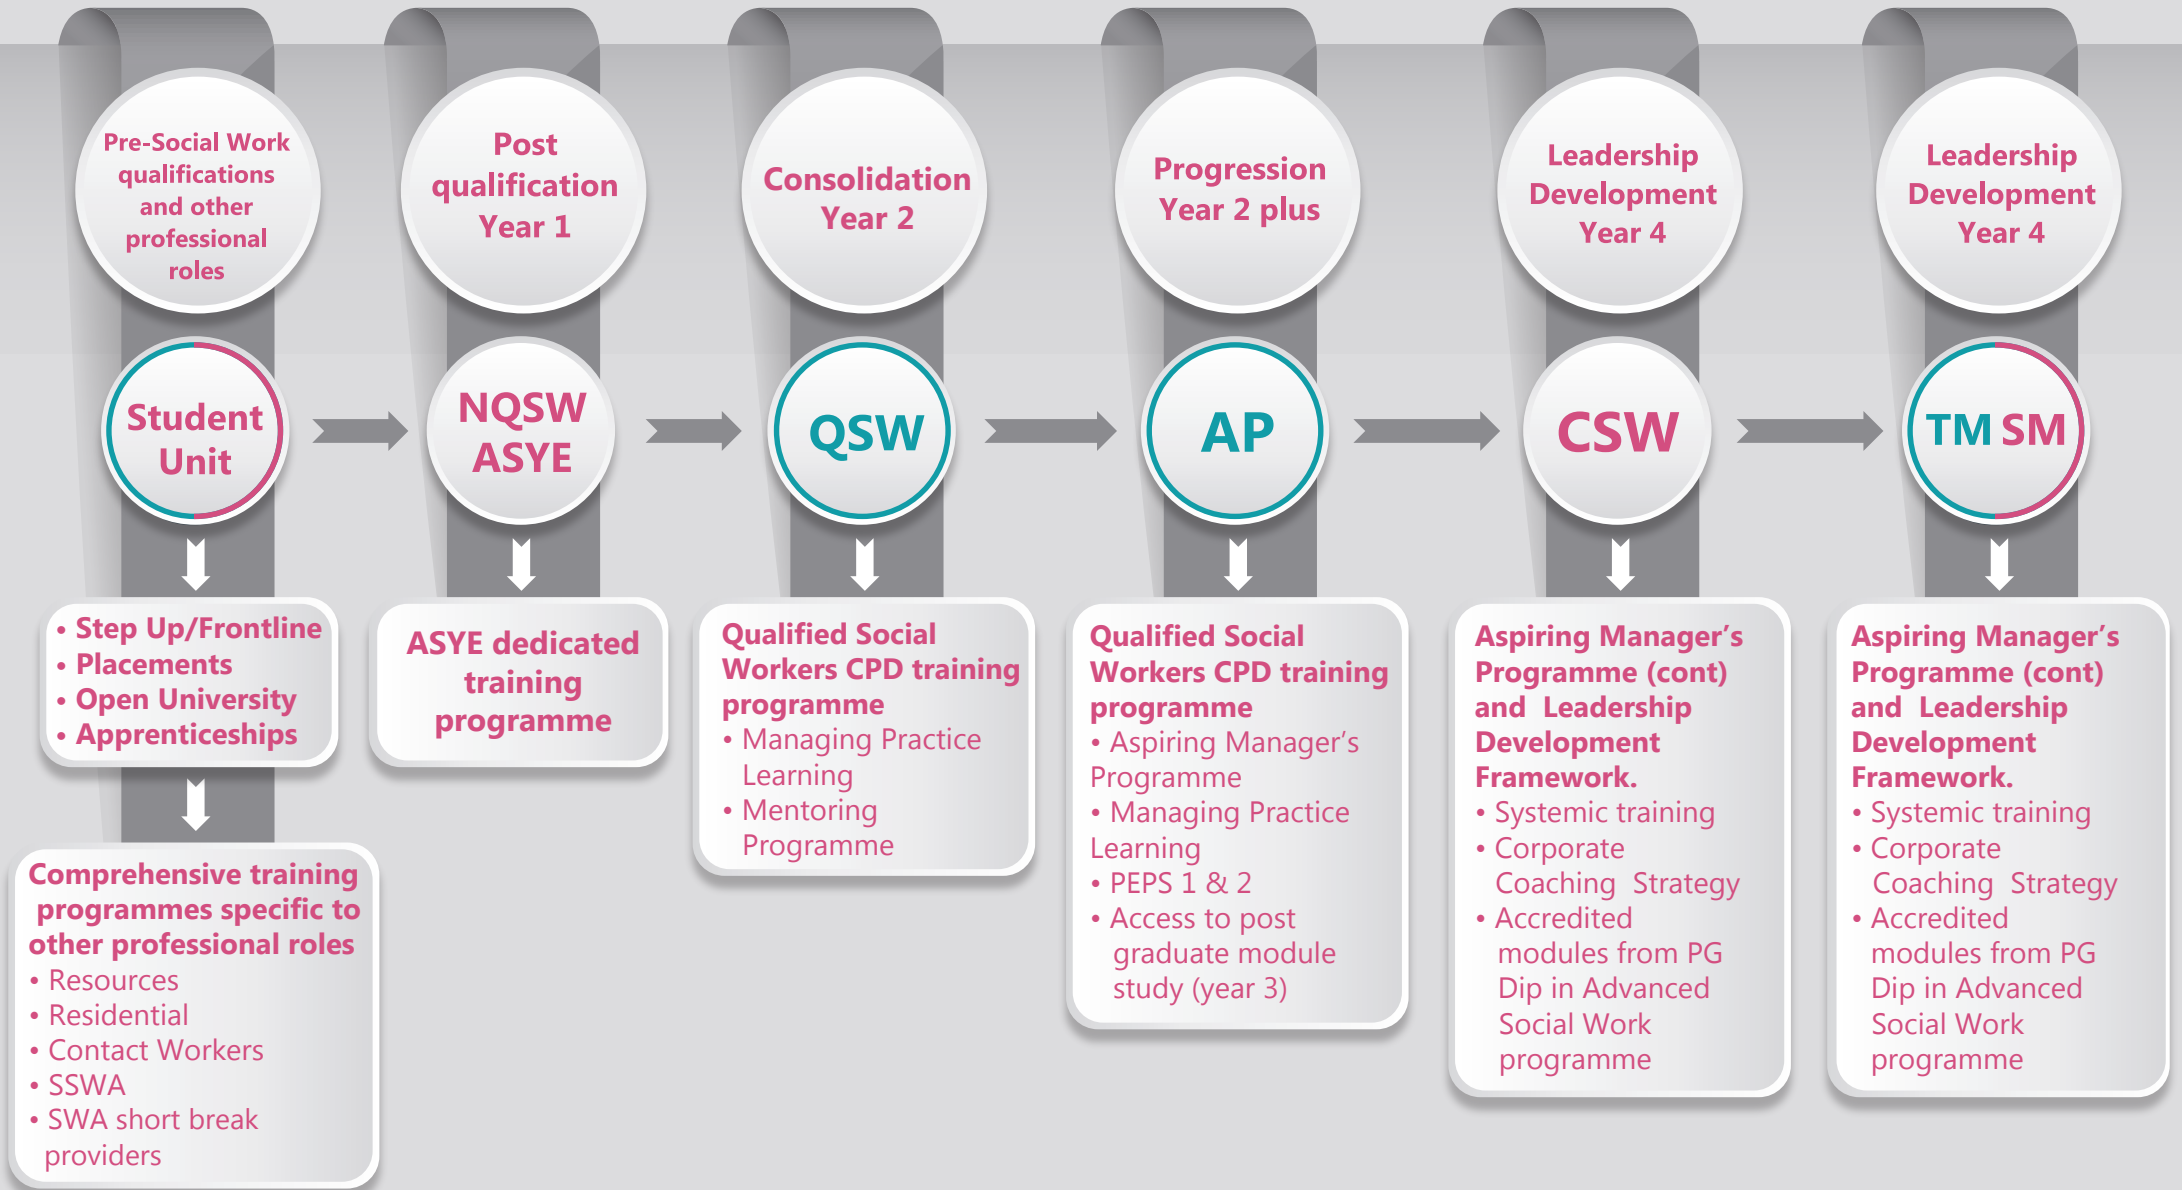 Pre-Social Work
qualifications
and other
professional
roles
Post
qualification
Year 1
Consolidation
Year 2
Progression
Year 2 plus
Leadership
Development
Year 4
Leadership
Development
Year 4
Student
Unit
NQSW
ASYE
QSW
AP
CSW
TM SM
• Step Up/Frontline
• Placements
• Open University
• Apprenticeships
Comprehensive training
programmes specific to
other professional roles
• Resources
• Residential
• Contact Workers
• SSWA
• SWA short break
providers
ASYE dedicated
training
programme
Qualified Social
Workers CPD training
programme
• Managing Practice
Learning
• Mentoring
Programme
Qualified Social
Workers CPD training
programme
• Aspiring Manager’s
Programme
• Managing Practice
Learning
• PEPS 1 & 2
• Access to post
graduate module
study (year 3)
Aspiring Manager’s
Programme (cont)
and Leadership
Development
Framework.
• Systemic training
• Corporate
Coaching Strategy
• Accredited
modules from PG
Dip in Advanced
Social Work
programme
Aspiring Manager’s
Programme (cont)
and Leadership
Development
Framework.
• Systemic training
• Corporate
Coaching Strategy
• Accredited
modules from PG
Dip in Advanced
Social Work
programme